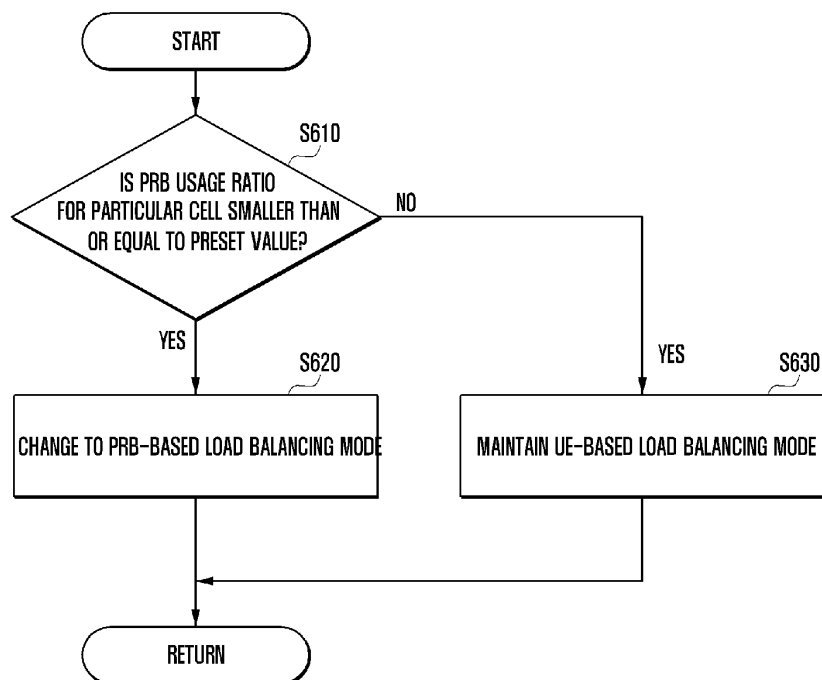 START
S610
IS PRB USAGE RATIO
FOR PARTICULAR CELL SMALLER THAN
OR EQUAL TO PRESET VALUE?
NO
YES
YES
S620
S630
CHANGE TO PRB-BASED LOAD BALANCING MODE
MAINTAIN UE-BASED LOAD BALANCING MODE
RETURN